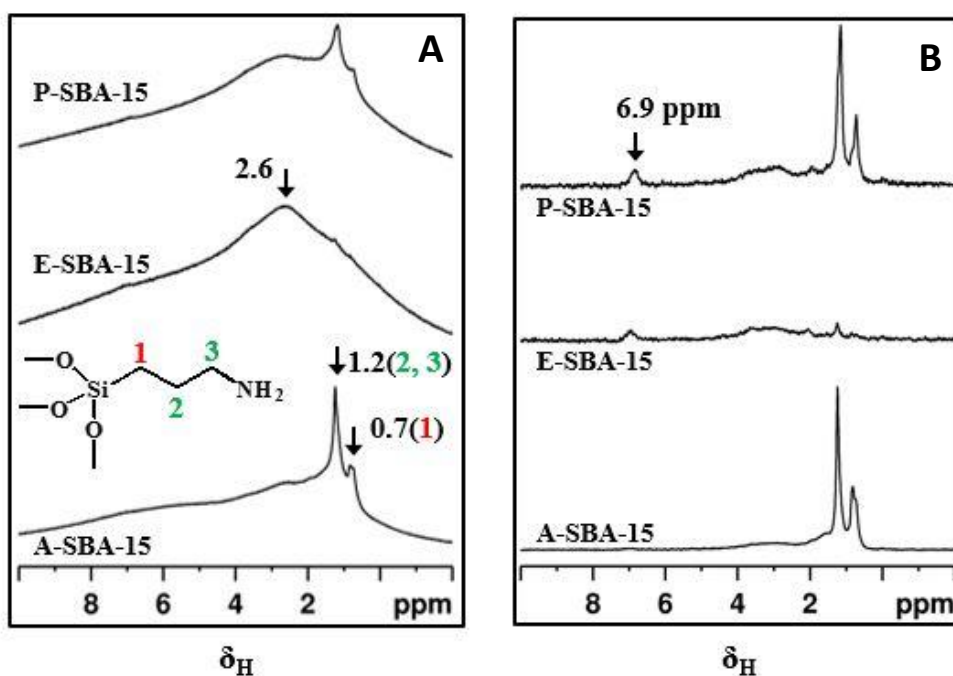 A
P-SBA-15
2.6
E-SBA-15
1
3
O
Si
NH2
O
2
O
1.2(2, 3)
0.7(1)
A-SBA-15
8 6 4 2 ppm
δH
B
6.9 ppm
P-SBA-15
E-SBA-15
A-SBA-15
8 6 4 2 ppm
δH